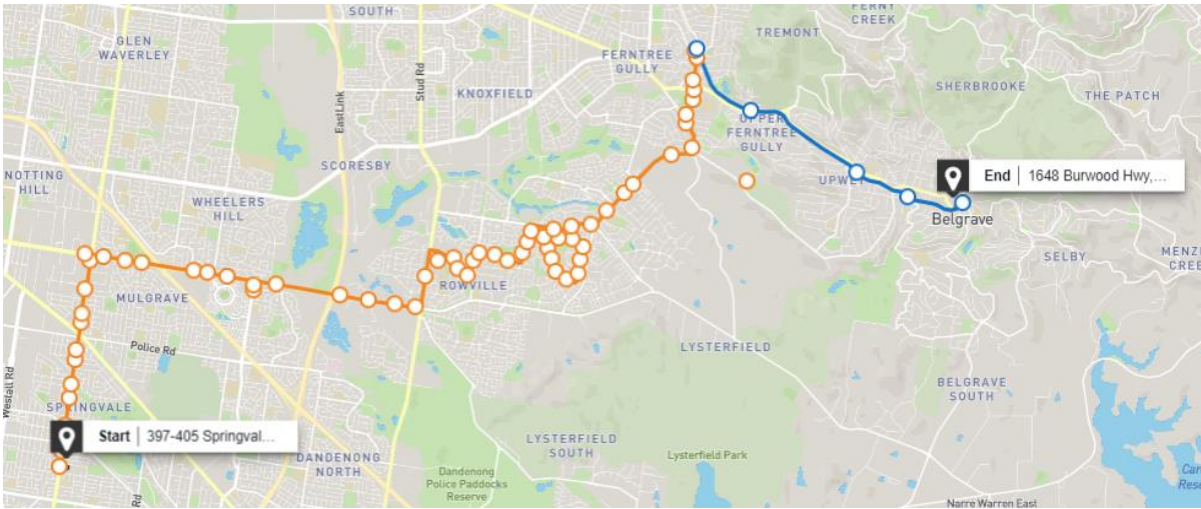 SOUTH
FERNY
CREEK
TREMONT
GLEN
WAVERLEY
FERNTREE
GULLY
EastLink
Stud Rd
KNOXFIELD
SHERBROOKE
THE PATCH
UPPER
FERNTREE
GULLY
NOTTING
HILL
SCORESBY
WHEELERS
HILL
UPWEY
End | 1648 Burwood Hwy,...
Belgrave
SELBY
MENZ
CREE
MULGRAVE
ROWVILLE
Police Rd
LYSTERFIELD
Westall Rd
BELGRAVE
SOUTH
SPRINGVALE
Start | 397-405 Springval...
LYSTERFIELD
SOUTH
Lysterfield Park
DANDENONG
NORTH
Dandenong
Police Paddocks
Reserve
Car
Rese
Rd
Narre Warren East